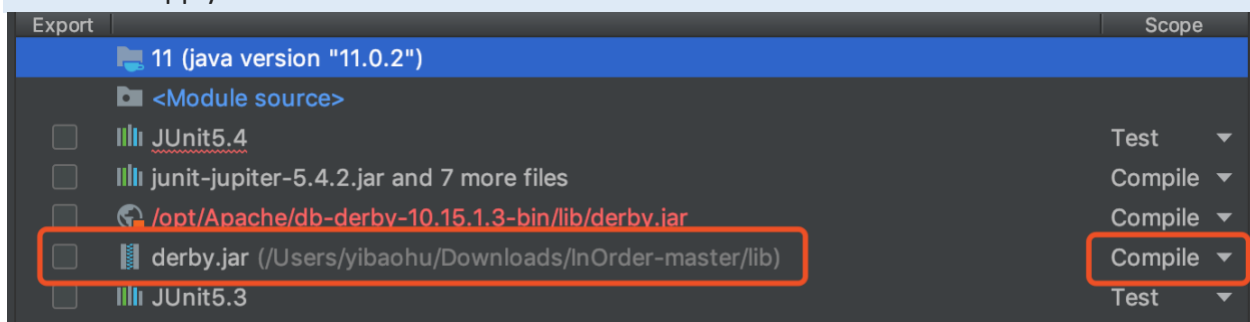 Export Scope
11 (java version "11.0.2")
<Module source>
JUnit5.4 Test
junit-jupiter-5.4.2.jar and 7 more files Compile
/opt/Apache/db-derby-10.15.1.3-bin/lib/derby.jar Compile
derby.jar (/Users/yibaohu/Downloads/InOrder-master/lib) Compile
JUnit5.3 Test